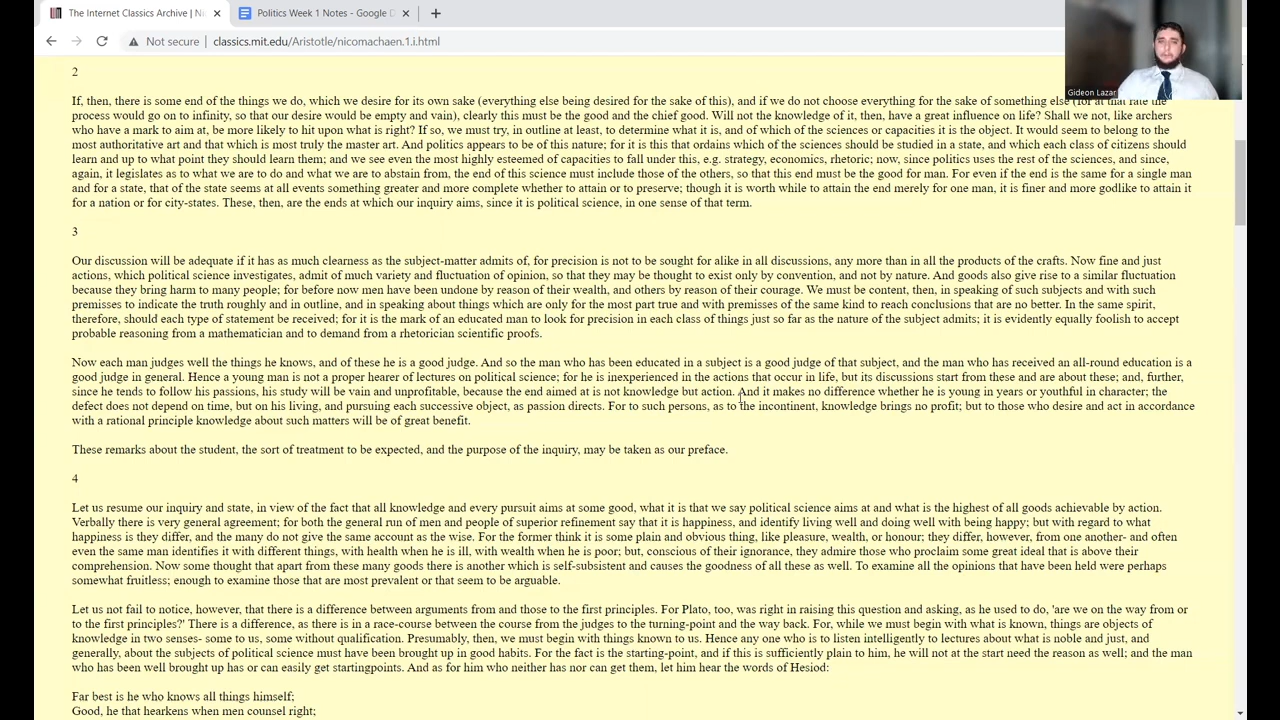 The Internet Classics Archive | Ni
Politics Week 1 Notes - Google D
Not secure
classics.mit.edu/Aristotle/nicomachaen.1.i.html
Gideon Lazar
2
If, then, there is some end of the things we do, which we desire for its own sake (everything else being desired for the sake of this), and if we do not choose everything for the sake of something else (for at that rate the
process would go on to infinity, so that our desire would be empty and vain), clearly this must be the good and the chief good. Will not the knowledge of it, then, have a great influence on life? Shall we not, like archers
who have a mark to aim at, be more likely to hit upon what is right? If so, we must try, in outline at least, to determine what it is, and of which of the sciences or capacities it is the object. It would seem to belong to the
most authoritative art and that which is most truly the master art. And politics appears to be of this nature; for it is this that ordains which of the sciences should be studied in a state, and which each class of citizens should
learn and up to what point they should learn them; and we see even the most highly esteemed of capacities to fall under this, e.g. strategy, economics, rhetoric; now, since politics uses the rest of the sciences, and since,
again, it legislates as to what we are to do and what we are to abstain from, the end of this science must include those of the others, so that this end must be the good for man. For even if the end is the same for a single man
and for a state, that of the state seems at all events something greater and more complete whether to attain or to preserve; though it is worth while to attain the end merely for one man, it is finer and more godlike to attain it
for a nation or for city-states. These, then, are the ends at which our inquiry aims, since it is political science, in one sense of that term.
3
Our discussion will be adequate if it has as much clearness as the subject-matter admits of, for precision is not to be sought for alike in all discussions, any more than in all the products of the crafts. Now fine and just
actions, which political science investigates, admit of much variety and fluctuation of opinion, so that they may be thought to exist only by convention, and not by nature. And goods also give rise to a similar fluctuation
because they bring harm to many people; for before now men have been undone by reason of their wealth, and others by reason of their courage. We must be content, then, in speaking of such subjects and with such
premisses to indicate the truth roughly and in outline, and in speaking about things which are only for the most part true and with premisses of the same kind to reach conclusions that are no better. In the same spirit,
therefore, should each type of statement be received; for it is the mark of an educated man to look for precision in each class of things just so far as the nature of the subject admits; it is evidently equally foolish to accept
probable reasoning from a mathematician and to demand from a rhetorician scientific proofs.
Now each man judges well the things he knows, and of these he is a good judge. And so the man who has been educated in a subject is a good judge of that subject, and the man who has received an all-round education is a
good judge in general. Hence a young man is not a proper hearer of lectures on political science; for he is inexperienced in the actions that occur in life, but its discussions start from these and are about these; and, further,
since he tends to follow his passions, his study will be vain and unprofitable, because the end aimed at is not knowledge but action. And it makes no difference whether he is young in years or youthful in character; the
defect does not depend on time, but on his living, and pursuing each successive object, as passion directs. For to such persons, as to the incontinent, knowledge brings no profit; but to those who desire and act in accordance
with a rational principle knowledge about such matters will be of great benefit.
These remarks about the student, the sort of treatment to be expected, and the purpose of the inquiry, may be taken as our preface.
4
Let us resume our inquiry and state, in view of the fact that all knowledge and every pursuit aims at some good, what it is that we say political science aims at and what is the highest of all goods achievable by action.
Verbally there is very general agreement; for both the general run of men and people of superior refinement say that it is happiness, and identify living well and doing well with being happy; but with regard to what
happiness is they differ, and the many do not give the same account as the wise. For the former think it is some plain and obvious thing, like pleasure, wealth, or honour; they differ, however, from one another- and often
even the same man identifies it with different things, with health when he is ill, with wealth when he is poor; but, conscious of their ignorance, they admire those who proclaim some great ideal that is above their
comprehension. Now some thought that apart from these many goods there is another which is self-subsistent and causes the goodness of all these as well. To examine all the opinions that have been held were perhaps
somewhat fruitless; enough to examine those that are most prevalent or that seem to be arguable.
Let us not fail to notice, however, that there is a difference between arguments from and those to the first principles. For Plato, too, was right in raising this question and asking, as he used to do, 'are we on the way from or
to the first principles?' There is a difference, as there is in a race-course between the course from the judges to the turning-point and the way back. For, while we must begin with what is known, things are objects of
knowledge in two senses- some to us, some without qualification. Presumably, then, we must begin with things known to us. Hence any one who is to listen intelligently to lectures about what is noble and just, and
generally, about the subjects of political science must have been brought up in good habits. For the fact is the starting-point, and if this is sufficiently plain to him, he will not at the start need the reason as well; and the man
who has been well brought up has or can easily get startingpoints. And as for him who neither has nor can get them, let him hear the words of Hesiod:
Far best is he who knows all things himself;
Good, he that hearkens when men counsel right;